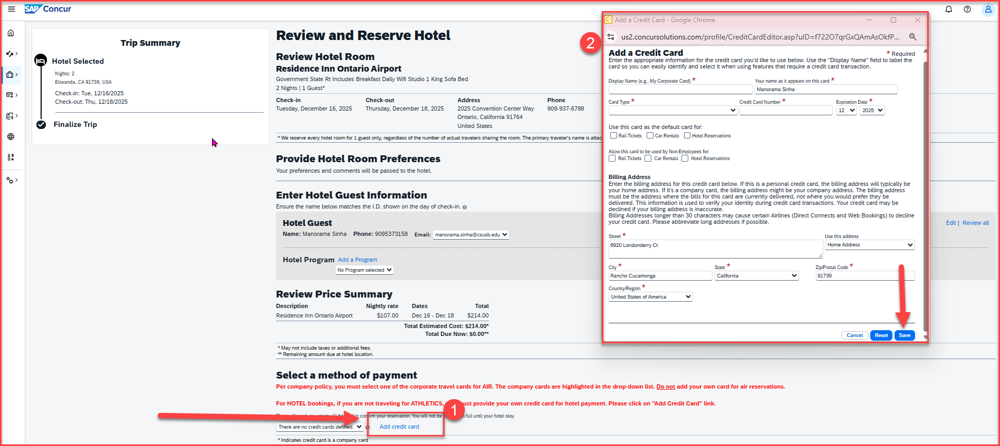 SAP Concur
Trip Summary
Hotel Selected
Nights: 2
Etiwanda, CA 91739, USA
Check-in: Tue, 12/16/2025
Check-out: Thu, 12/18/2025
Finalize Trip
Review and Reserve Hotel
Review Hotel Room
Residence Inn Ontario Airport
Government State Rt Includes Breakfast Daily Wifi Studio 1 King Sofa Bed
2 Nights | 1 Guest*
Check-in Check-out Address Phone
Tuesday, December 16, 2025 Thursday, December 18, 2025 2025 Convention Center Way 909-937-6788
Ontario, California 91764
United States
* We reserve every hotel room for 1 guest only, regardless of the number of actual travelers sharing the room. The primary traveler's name is attac
Provide Hotel Room Preferences
Your preferences and comments will be passed to the hotel.
Enter Hotel Guest Information
Ensure the name below matches the I.D. shown on the day of check-in.
Hotel Guest
Edit | Review all
Name: Manorama Sinha Phone: 9095373158 Email: manorama.sinha@csusb.edu
Hotel Program Add a Program
No Program selected
Review Price Summary
Description Nightly rate Dates Total
Residence Inn Ontario Airport $107.00 Dec 16 - Dec 18 $214.00
Total Estimated Cost: $214.00*
Total Due Now: $0.00**
* May not include taxes or additional fees.
** Remaining amount due at hotel location.
Select a method of payment
Per company policy, you must select one of the corporate travel cards for AIR. The company cards are highlighted in the drop-down list. Do not add your own card for air reservations.
For HOTEL bookings, if you are not traveling for ATHLETICS, must provide your own credit card for hotel payment. Please click on "Add Credit Card" link.
1
to confirm your reservation. You will not be full until your hotel stay.
There are no credit cards defined. Add credit card
* Indicates credit card is a company card
2
Add a Credit Card - Google Chrome
us2.concursolutions.com/profile/CreditCardEditor.asp?uID=f722O7qrGxQAmAsOkfP...
Add a Credit Card
* Required
Enter the appropriate information for the credit card you'd like to use below. Use the "Display Name" field to label the
card so you can easily identify and select it when using features that require a credit card transaction.
Display Name (e.g., My Corporate Card) * Your name as it appears on this card *
Manorama Sinha
Card Type * Credit Card Number * Expiration Date *
12 2025
Use this card as the default card for:
Rail Tickets Car Rentals Hotel Reservations
Allow this card to be used by Non-Employees for:
Rail Tickets Car Rentals Hotel Reservations
Billing Address
Enter the billing address for this credit card below. If this is a personal credit card, the billing address will typically be
your home address. If it's a company card, the billing address might be your company address. The billing address
must be the address where the bills for this card are currently delivered, not where you would prefer they be
delivered. This information is used to verify your identity during credit card transactions. Your credit card may be
declined if your billing address is inaccurate.
Billing Addresses longer than 30 characters may cause certain Airlines (Direct Connects and Web Bookings) to decline
your credit card. Please abbreviate long addresses if possible.
Street * Use this address
6920 Londonderry Ct Home Address
City * State * Zip/Postal Code *
Rancho Cucamonga California 91739
Country/Region *
United States of America
Cancel Reset Save